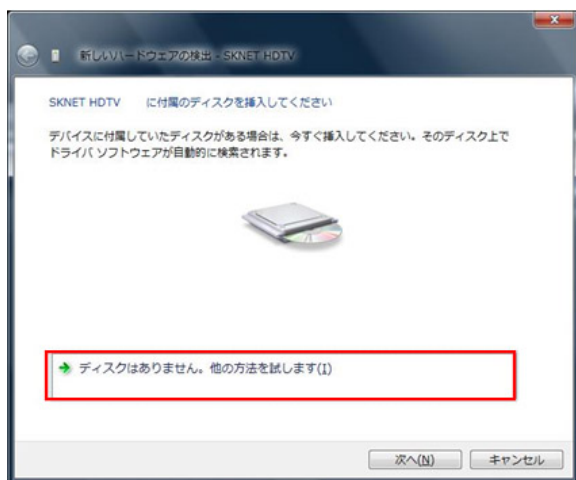 新しいハードウェアの検出 - SKNET HDTV
SKNET HDTV に付属のディスクを挿入してください
デバイスに付属していたディスクがある場合は、今すぐ挿入してください。そのディスク上で
ドライバ ソフトウェアが自動的に検索されます。
ディスクはありません。他の方法を試します(I)
次へ(N) キャンセル